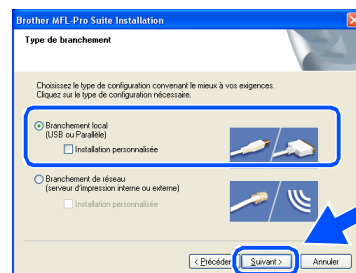 Brother MFL-Pro Suite Installation
Type de branchement
Choisissez le type de configuration convenant le mieux à vos exigences.
Cliquez sur le type de configuration nécessaire.
Branchement local
(USB ou Parallèle)
Installation personnalisée
Branchement de réseau
(serveur d'impression interne ou externe)
Installation personnalisée
< Précéder
Suivant >
Annuler